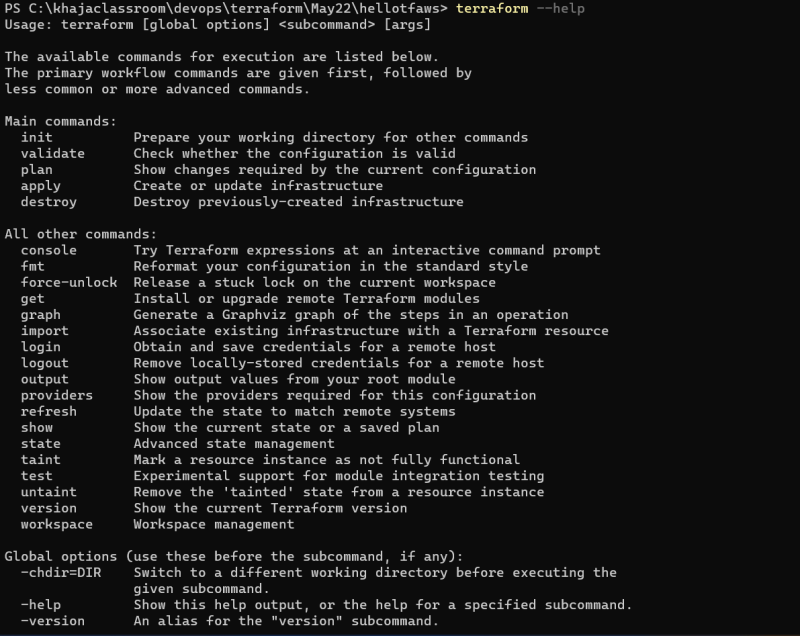 PS C:\khajaclassroom\devops\terraform\May22\hellotfaws> terraform --help
Usage: terraform [global options] <subcommand> [args]

The available commands for execution are listed below.
The primary workflow commands are given first, followed by
less common or more advanced commands.

Main commands:
  init          Prepare your working directory for other commands
  validate      Check whether the configuration is valid
  plan          Show changes required by the current configuration
  apply         Create or update infrastructure
  destroy       Destroy previously-created infrastructure

All other commands:
  console       Try Terraform expressions at an interactive command prompt
  fmt           Reformat your configuration in the standard style
  force-unlock  Release a stuck lock on the current workspace
  get           Install or upgrade remote Terraform modules
  graph         Generate a Graphviz graph of the steps in an operation
  import        Associate existing infrastructure with a Terraform resource
  login         Obtain and save credentials for a remote host
  logout        Remove locally-stored credentials for a remote host
  output        Show output values from your root module
  providers     Show the providers required for this configuration
  refresh       Update the state to match remote systems
  show          Show the current state or a saved plan
  state         Advanced state management
  taint         Mark a resource instance as not fully functional
  test          Experimental support for module integration testing
  untaint       Remove the 'tainted' state from a resource instance
  version       Show the current Terraform version
  workspace     Workspace management

Global options (use these before the subcommand, if any):
  -chdir=DIR    Switch to a different working directory before executing the
                given subcommand.
  -help         Show this help output, or the help for a specified subcommand.
  -version      An alias for the "version" subcommand.